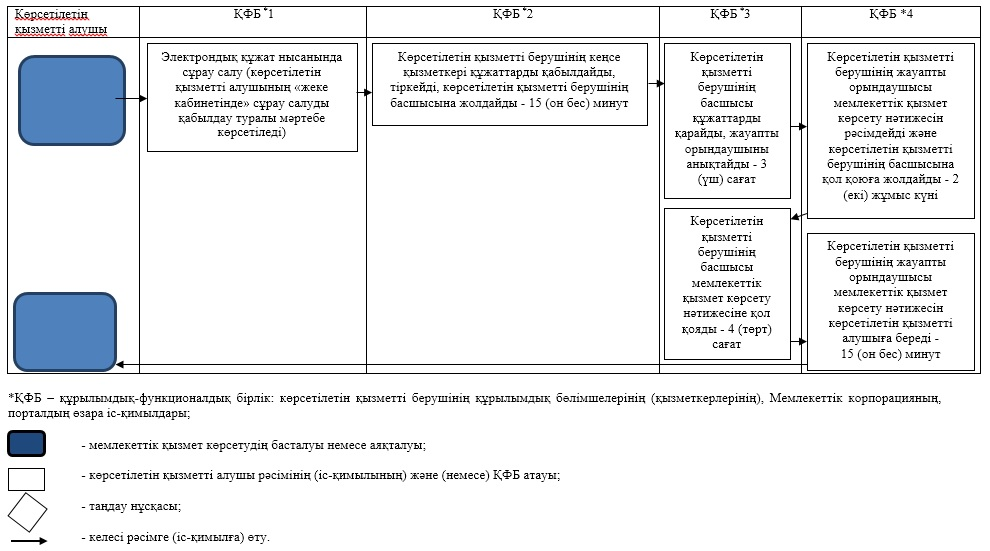 Көрсетілетін
қызметті алушы
ҚФБ *1
ҚФБ *2
ҚФБ *3
ҚФБ *4
Электрондық құжат нысанында
сұрау салу (көрсетілетін
қызметті алушының «жеке
кабинетінде» сұрау салуды
қабылдау туралы мәртебе
көрсетіледі)
Көрсетілетін қызметті берушінің кеңсе
қызметкері құжаттарды қабылдайды,
тіркейді, көрсетілетін қызметті берушінің
басшысына жолдайды - 15 (он бес) минут
Көрсетілетін
қызметті
берушінің
басшысы
құжаттарды
қарайды, жауапты
орындаушыны
анықтайды - 3
(үш) сағат
Көрсетілетін қызметті
берушінің жауапты
орындаушысы
мемлекеттік қызмет
көрсету нәтижесін
рәсімдейді және
көрсетілетін қызметті
берушінің басшысына
қол қоюға жолдайды - 2
(екі) жұмыс күні
Көрсетілетін
қызметті
берушінің
басшысы
мемлекеттік
қызмет көрсету
нәтижесіне қол
қояды - 4 (төрт)
сағат
Көрсетілетін қызметті
берушінің жауапты
орындаушысы
мемлекеттік қызмет
көрсету нәтижесін
көрсетілетін қызметті
алушыға береді -
15 (он бес) минут
*ҚФБ – құрылымдық-функционалдық бірлік: көрсетілетін қызметті берушінің құрылымдық бөлімшелерінің (қызметкерлерінің), Мемлекеттік корпорацияның,
порталдың өзара іс-қимылдары;
- мемлекеттік қызмет көрсетудің басталуы немесе аяқталуы;
- көрсетілетін қызметті алушы рәсімінің (іс-қимылының) және (немесе) ҚФБ атауы;
- таңдау нұсқасы;
- келесі рәсімге (іс-қимылға) өту.